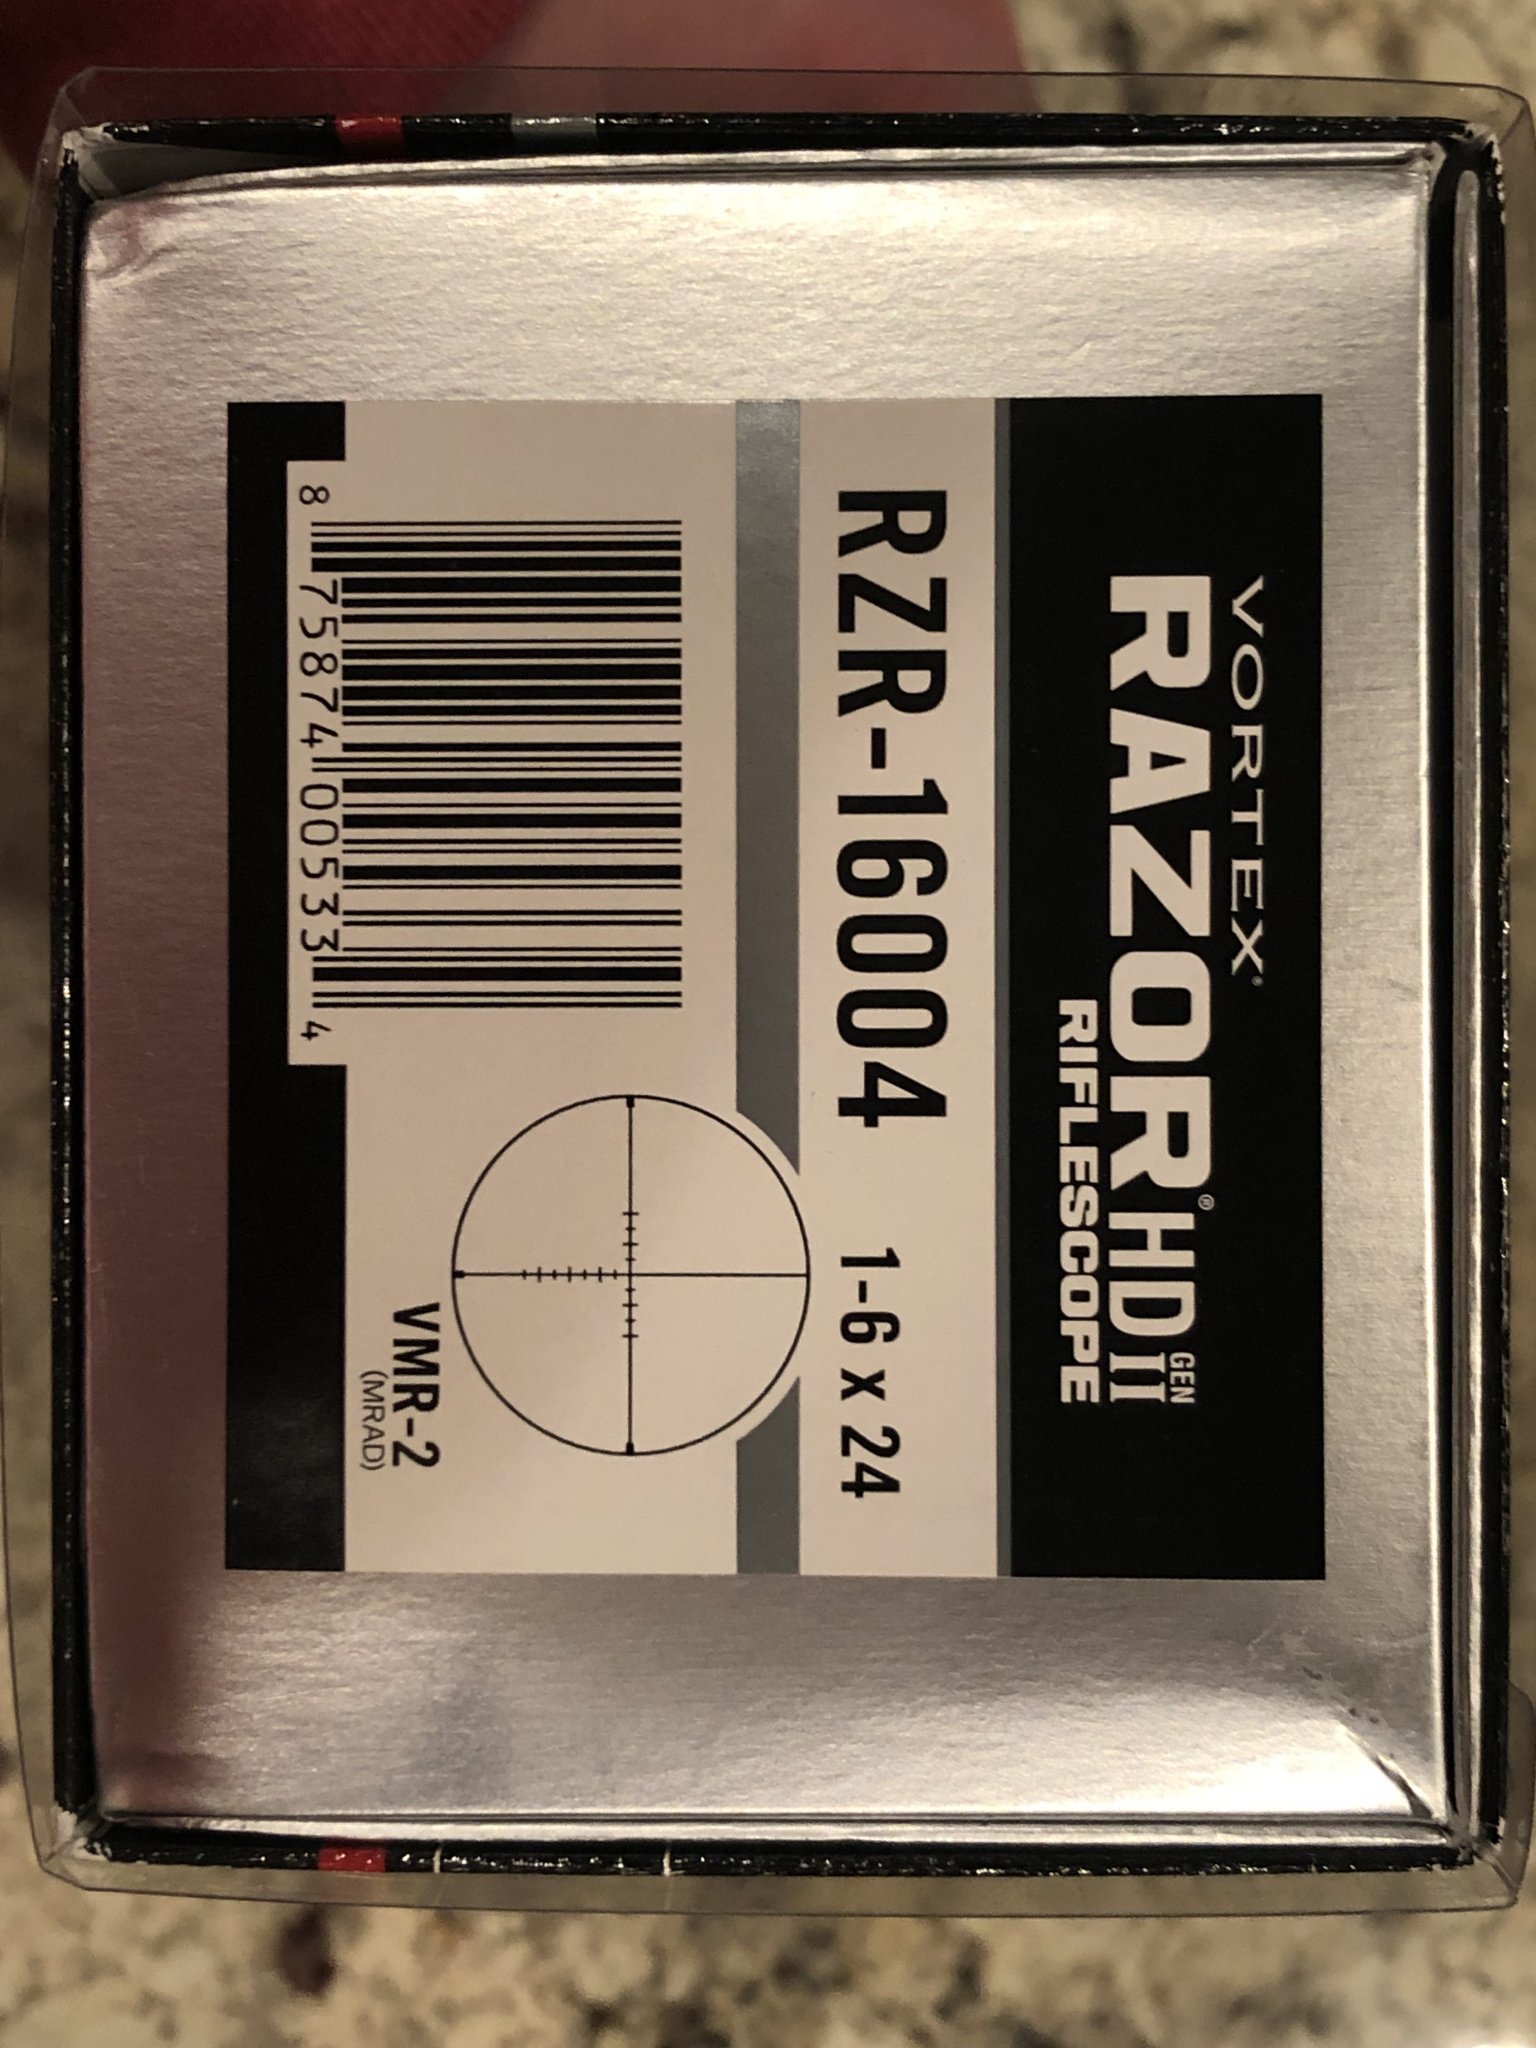 VORTEX®
RAZOR® HD GEN II
RIFLESCOPE
RZR-16004 1-6 x 24
8 75874 00533 4
VMR-2
(MRAD)